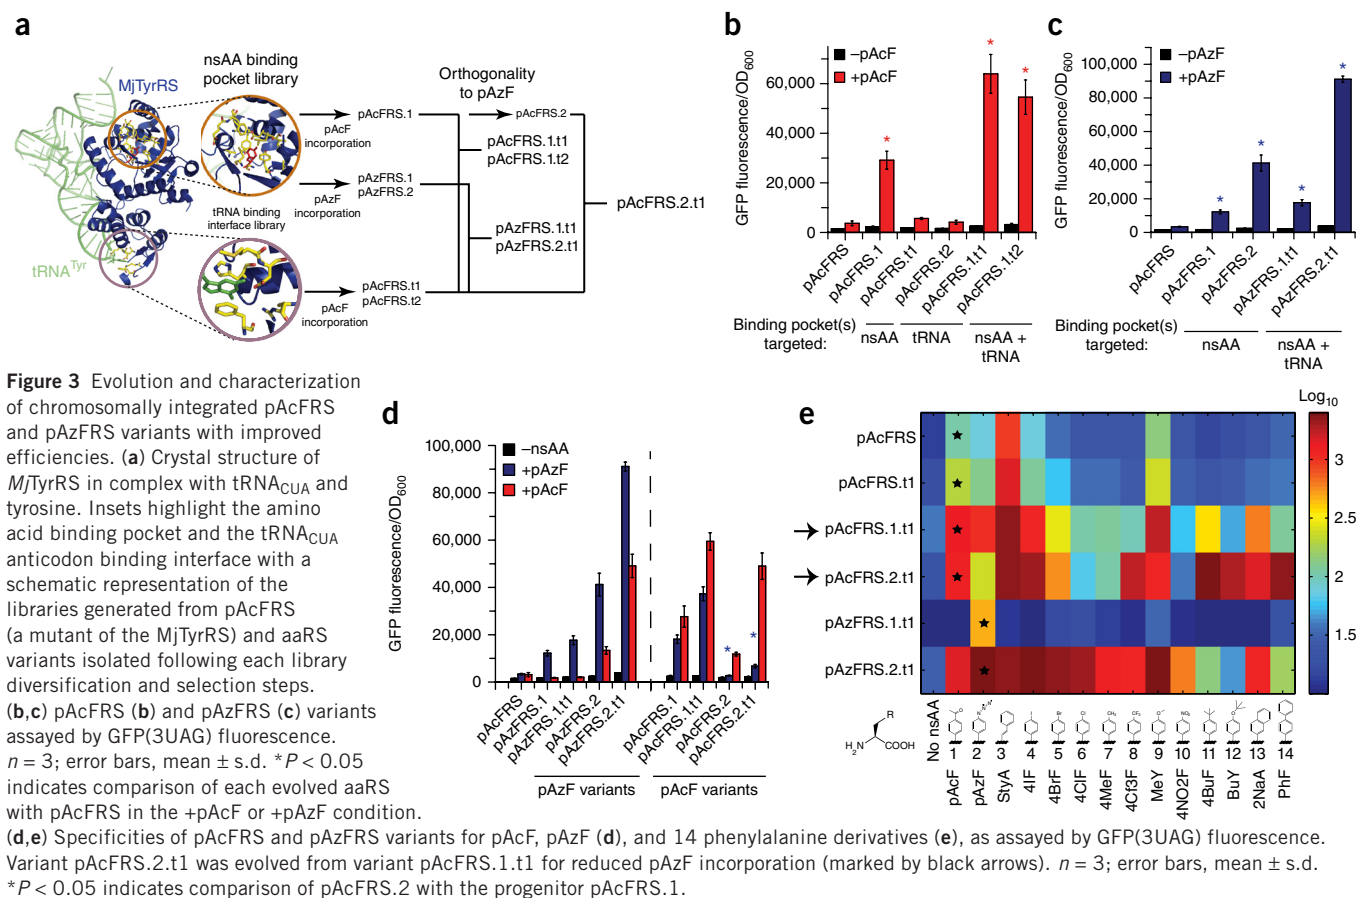 a
MjTyrRS
tRNA^Tyr
nsAA binding
pocket library
tRNA binding
interface library
pAcF
incorporation
pAzF
incorporation
pAcF
incorporation
pAcFRS.1
pAzFRS.1
pAzFRS.2
pAcFRS.t1
pAcFRS.t2
Orthogonality
to pAzF
pAcFRS.2
pAcFRS.1.t1
pAcFRS.1.t2
pAzFRS.1.t1
pAzFRS.2.t1
pAcFRS.2.t1
b
GFP fluorescence/OD600
60,000
40,000
20,000
0
–pAcF
+pAcF
*
*
*
pAcFRS
pAcFRS.1
pAcFRS.t1
pAcFRS.t2
pAcFRS.1.t1
pAcFRS.1.t2
Binding pocket(s)
targeted:
nsAA
tRNA
nsAA +
tRNA
c
GFP fluorescence/OD600
100,000
80,000
60,000
40,000
20,000
0
–pAzF
+pAzF
*
*
*
*
pAcFRS
pAzFRS.1
pAzFRS.2
pAzFRS.1.t1
pAzFRS.2.t1
Binding pocket(s)
targeted:
nsAA
nsAA +
tRNA
Figure 3 Evolution and characterization
of chromosomally integrated pAcFRS
and pAzFRS variants with improved
efficiencies. (a) Crystal structure of
MjTyrRS in complex with tRNACUA and
tyrosine. Insets highlight the amino
acid binding pocket and the tRNACUA
anticodon binding interface with a
schematic representation of the
libraries generated from pAcFRS
(a mutant of the MjTyrRS) and aaRS
variants isolated following each library
diversification and selection steps.
(b,c) pAcFRS (b) and pAzFRS (c) variants
assayed by GFP(3UAG) fluorescence.
n = 3; error bars, mean ± s.d. *P < 0.05
indicates comparison of each evolved aaRS
with pAcFRS in the +pAcF or +pAzF condition.
(d,e) Specificities of pAcFRS and pAzFRS variants for pAcF, pAzF (d), and 14 phenylalanine derivatives (e), as assayed by GFP(3UAG) fluorescence.
Variant pAcFRS.2.t1 was evolved from variant pAcFRS.1.t1 for reduced pAzF incorporation (marked by black arrows). n = 3; error bars, mean ± s.d.
*P < 0.05 indicates comparison of pAcFRS.2 with the progenitor pAcFRS.1.
d
GFP fluorescence/OD600
100,000
80,000
60,000
40,000
20,000
0
–nsAA
+pAzF
+pAcF
*
*
pAcFRS
pAzFRS.1
pAzFRS.1.t1
pAzFRS.2
pAzFRS.2.t1
pAcFRS.1
pAcFRS.1.t1
pAcFRS.2
pAcFRS.2.t1
pAzF variants
pAcF variants
e
pAcFRS
pAcFRS.t1
pAcFRS.1.t1
pAcFRS.2.t1
pAzFRS.1.t1
pAzFRS.2.t1
Log10
3
2.5
2
1.5
R
H2N
COOH
No nsAA
1 2 3 4 5 6 7 8 9 10 11 12 13 14
pAcF
pAzF
StyA
4IF
4BrF
4ClF
4MeF
4Cf3F
MeY
4NO2F
4BuF
BuY
2NaA
PhF